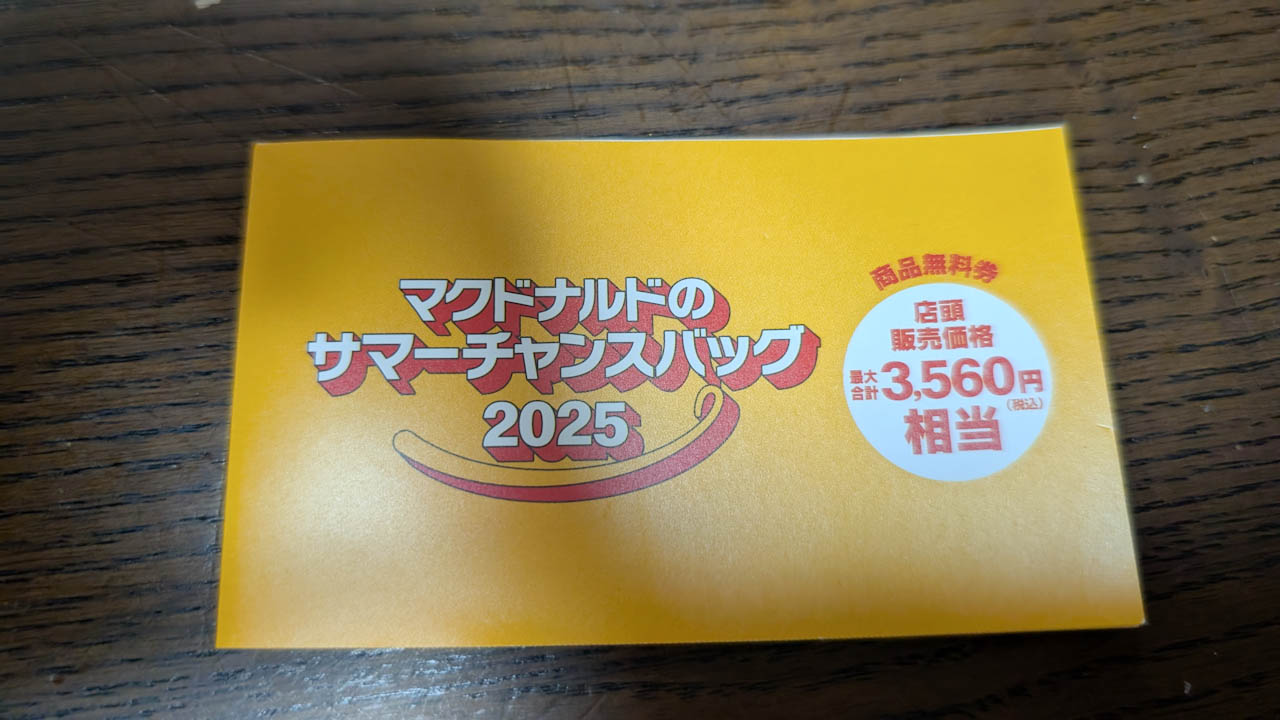 マクドナルドの
サマーチャンスバッグ
2025
商品無料券
店頭
販売価格
最大
合計
3,560円
(税込)
相当